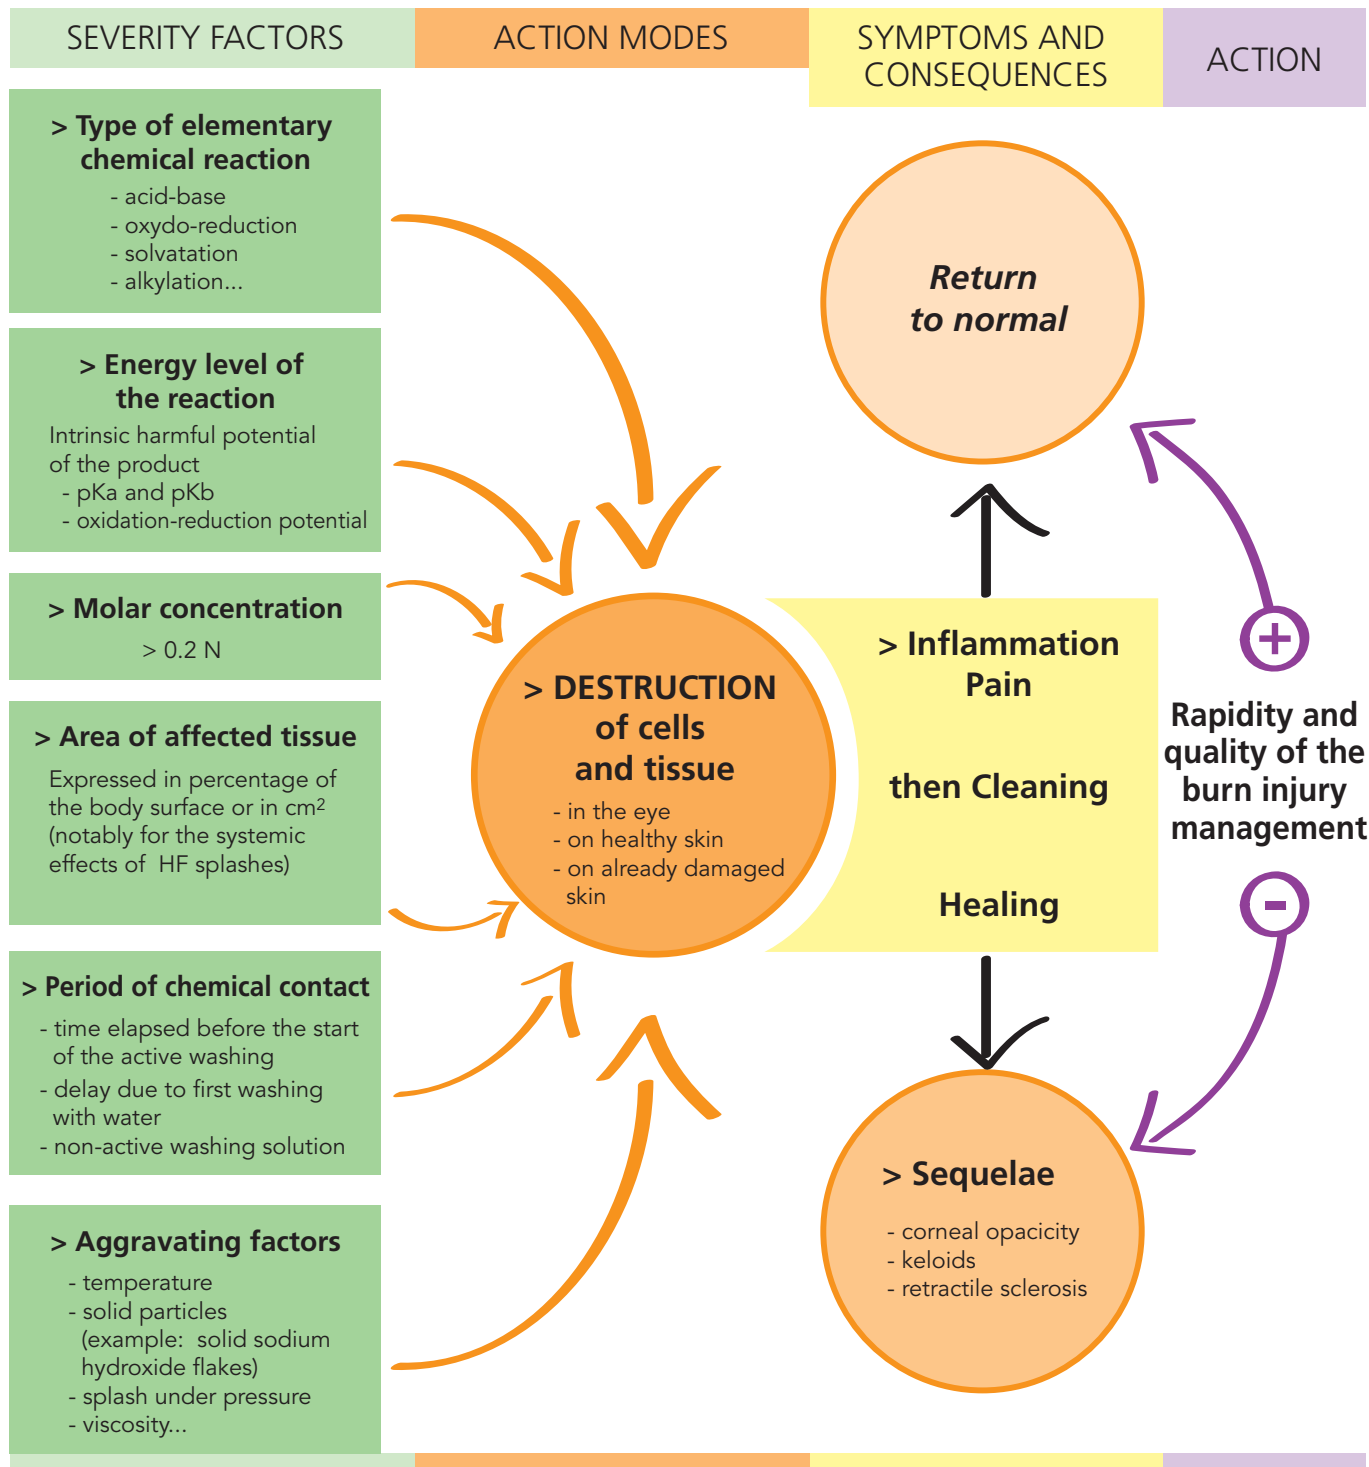 SEVERITY FACTORS
ACTION MODES
SYMPTOMS AND
CONSEQUENCES
ACTION
> Type of elementary
chemical reaction
- acid-base
- oxydo-reduction
- solvatation
- alkylation...
> Energy level of
the reaction
Intrinsic harmful potential
of the product
- pKa and pKb
- oxidation-reduction potential
> Molar concentration
> 0.2 N
> Area of affected tissue
Expressed in percentage of
the body surface or in cm²
(notably for the systemic
effects of HF splashes)
> Period of chemical contact
- time elapsed before the start
of the active washing
- delay due to first washing
with water
- non-active washing solution
> Aggravating factors
- temperature
- solid particles
(example: solid sodium
hydroxide flakes)
- splash under pressure
- viscosity...
> DESTRUCTION
of cells
and tissue
- in the eye
- on healthy skin
- on already damaged
skin
Return
to normal
> Inflammation
Pain
then Cleaning
Healing
> Sequelae
- corneal opacicity
- keloids
- retractile sclerosis
+
Rapidity and
quality of the
burn injury
management
-